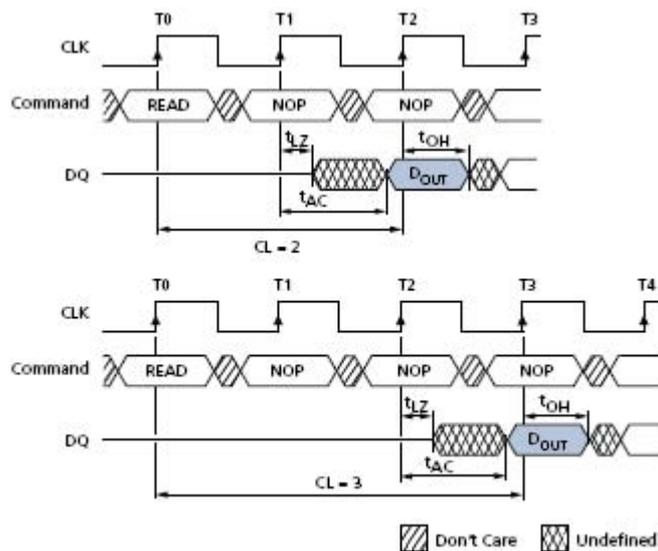 T0 T1 T2 T3
CLK
Command READ NOP NOP
tLZ tOH
DQ DOUT
tAC
CL = 2
T0 T1 T2 T3 T4
CLK
Command READ NOP NOP NOP
tLZ tOH
DQ DOUT
tAC
CL = 3
Don't Care Undefined